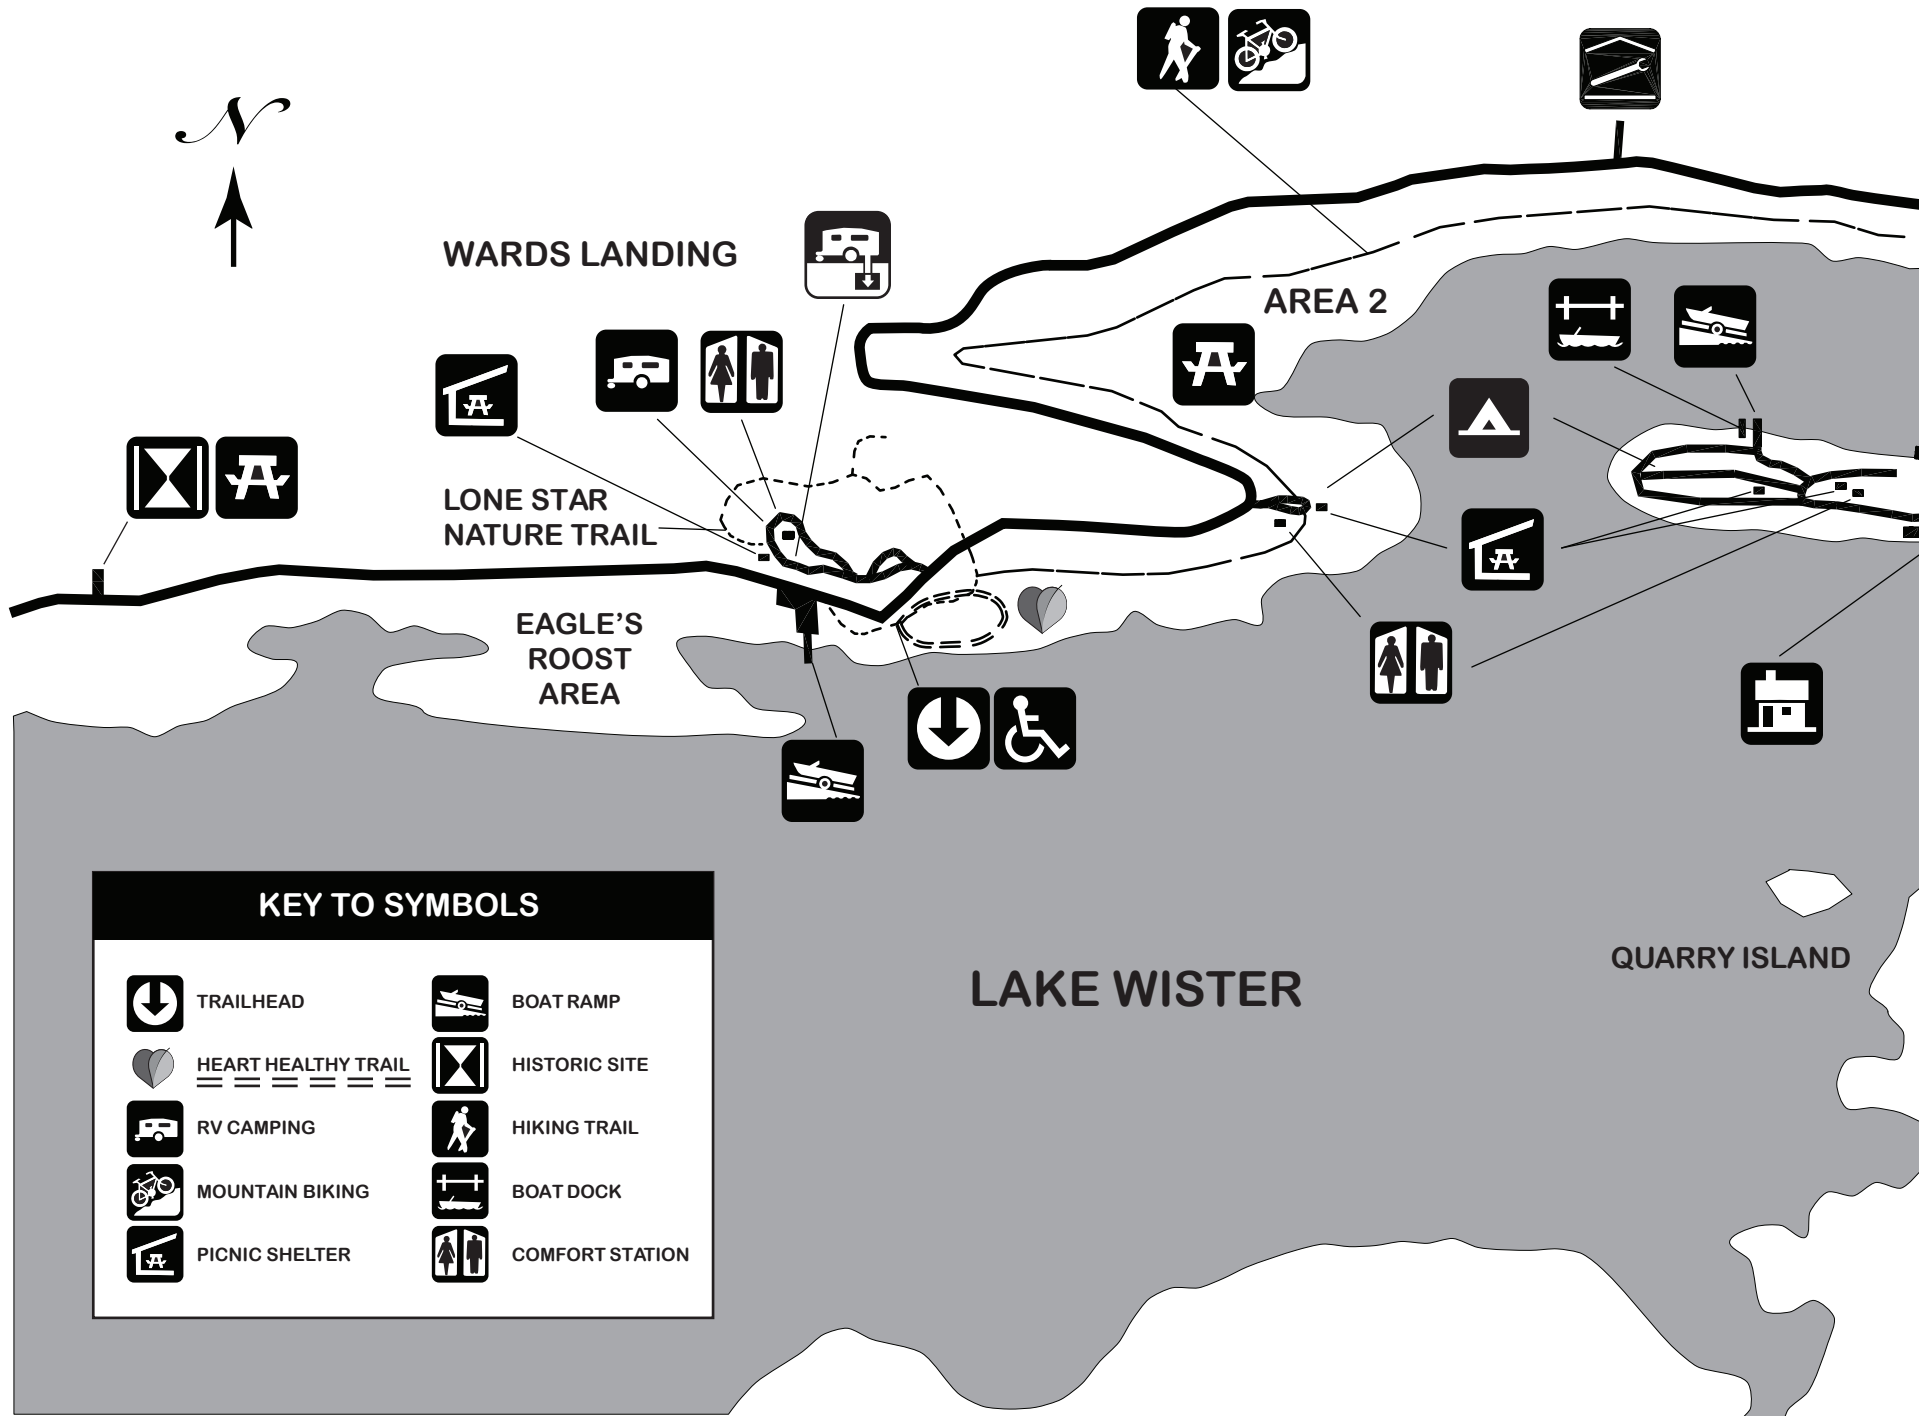 N
WARDS LANDING
AREA 2
LONE STAR
NATURE TRAIL
EAGLE'S
ROOST
AREA
QUARRY ISLAND
LAKE WISTER
KEY TO SYMBOLS
TRAILHEAD
HEART HEALTHY TRAIL
RV CAMPING
MOUNTAIN BIKING
PICNIC SHELTER
BOAT RAMP
HISTORIC SITE
HIKING TRAIL
BOAT DOCK
COMFORT STATION